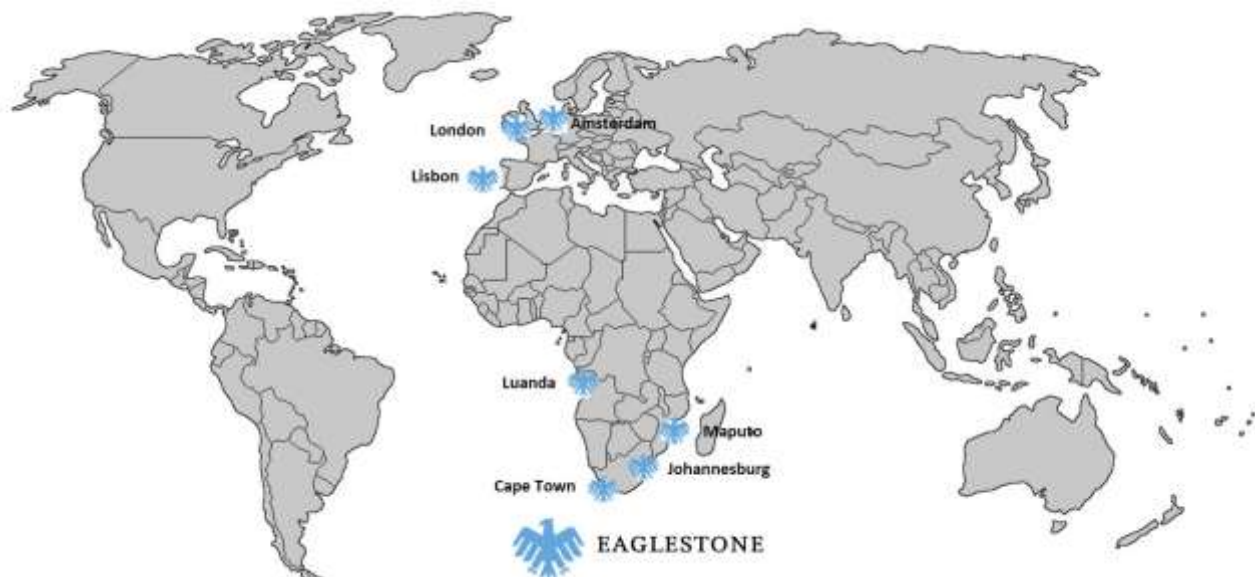 Amsterdam
London
Lisbon
Luanda
Maputo
Johannesburg
Cape Town
EAGLESTONE